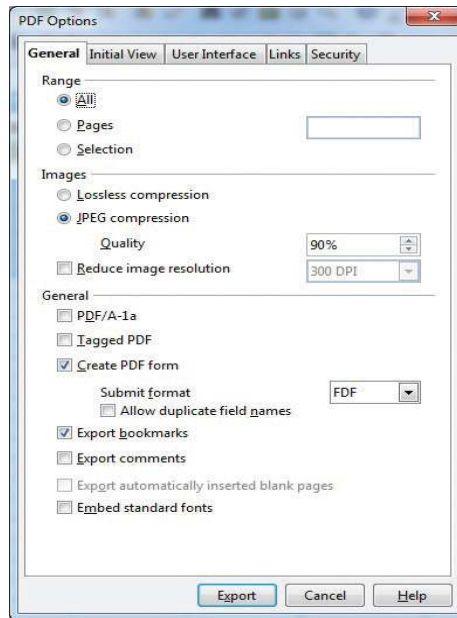 PDF Options
General Initial View User Interface Links Security
Range
All
Pages
Selection
Images
Lossless compression
JPEG compression
Quality 90%
Reduce image resolution 300 DPI
General
PDF/A-1a
Tagged PDF
Create PDF form
Submit format FDF
Allow duplicate field names
Export bookmarks
Export comments
Export automatically inserted blank pages
Embed standard fonts
Export Cancel Help